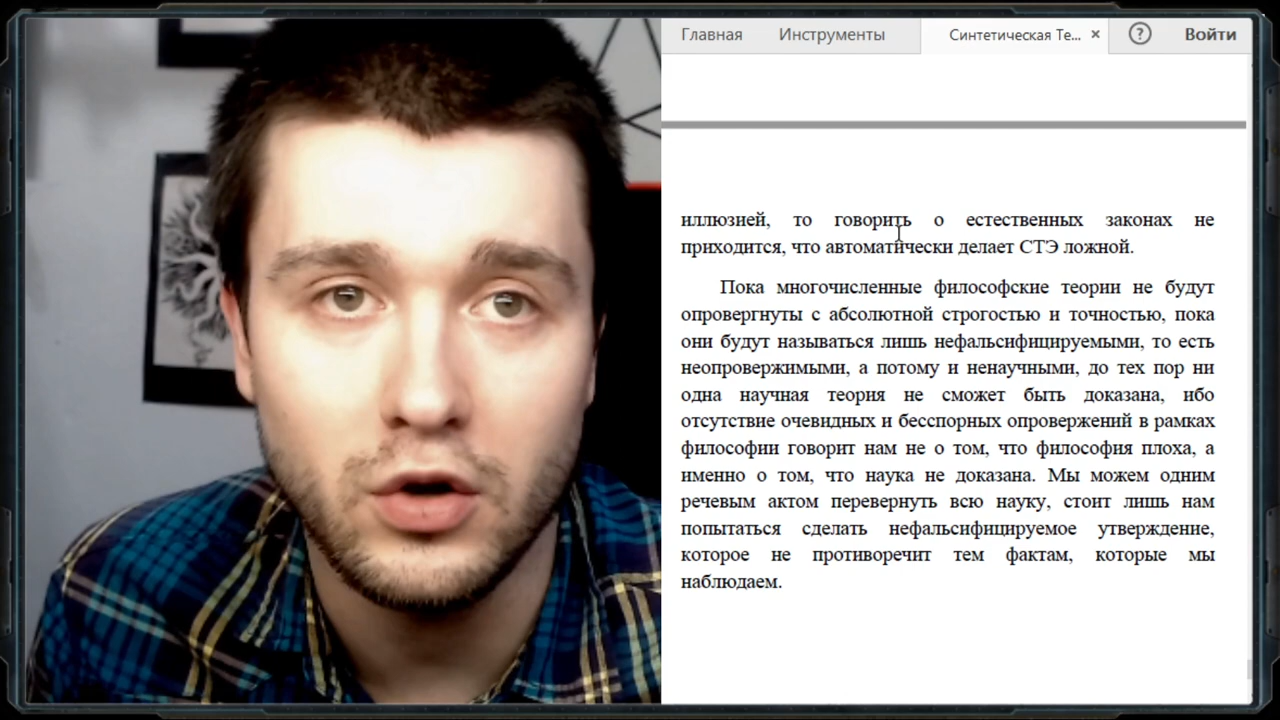 Главная Инструменты Синтетическая Те... × ? Войти
иллюзией, то говорить о естественных законах не
приходится, что автоматически делает СТЭ ложной.
Пока многочисленные философские теории не будут
опровергнуты с абсолютной строгостью и точностью, пока
они будут называться лишь нефальсифицируемыми, то есть
неопровержимыми, а потому и ненаучными, до тех пор ни
одна научная теория не сможет быть доказана, ибо
отсутствие очевидных и бесспорных опровержений в рамках
философии говорит нам не о том, что философия плоха, а
именно о том, что наука не доказана. Мы можем одним
речевым актом перевернуть всю науку, стоит лишь нам
попытаться сделать нефальсифицируемое утверждение,
которое не противоречит тем фактам, которые мы
наблюдаем.